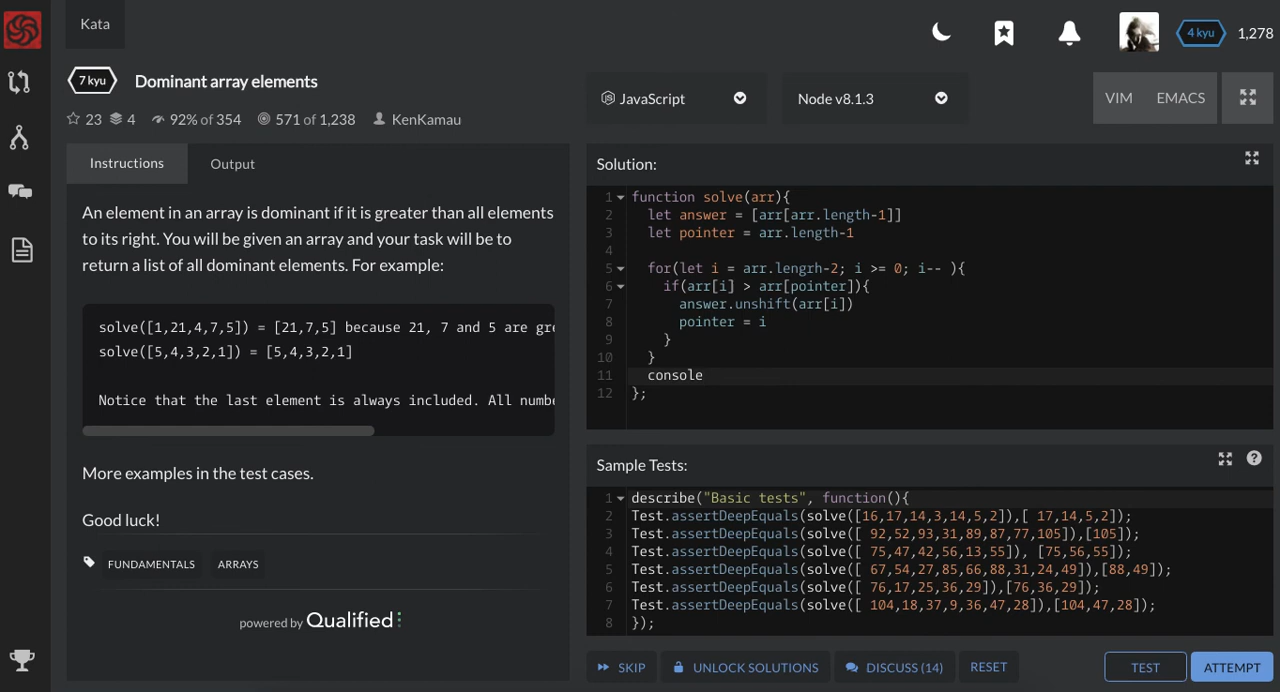 Kata
4 kyu
1,278
7 kyu
Dominant array elements
23 4 92% of 354 571 of 1,238 KenKamau
JavaScript
Node v8.1.3
VIM EMACS
Instructions Output
An element in an array is dominant if it is greater than all elements
to its right. You will be given an array and your task will be to
return a list of all dominant elements. For example:
solve([1,21,4,7,5]) = [21,7,5] because 21, 7 and 5 are gre
solve([5,4,3,2,1]) = [5,4,3,2,1]
Notice that the last element is always included. All numbe
More examples in the test cases.
Good luck!
FUNDAMENTALS ARRAYS
powered by Qualified
Solution:
1 function solve(arr){
2 let answer = [arr[arr.length-1]]
3 let pointer = arr.length-1
4
5 for(let i = arr.lengrh-2; i >= 0; i-- ){
6 if(arr[i] > arr[pointer]){
7 answer.unshift(arr[i])
8 pointer = i
9 }
10 }
11 console
12 };
Sample Tests:
1 describe("Basic tests", function(){
2 Test.assertDeepEquals(solve([16,17,14,3,14,5,2]),[ 17,14,5,2]);
3 Test.assertDeepEquals(solve([ 92,52,93,31,89,87,77,105]),[105]);
4 Test.assertDeepEquals(solve([ 75,47,42,56,13,55]), [75,56,55]);
5 Test.assertDeepEquals(solve([ 67,54,27,85,66,88,31,24,49]),[88,49]);
6 Test.assertDeepEquals(solve([ 76,17,25,36,29]),[76,36,29]);
7 Test.assertDeepEquals(solve([ 104,18,37,9,36,47,28]),[104,47,28]);
8 });
SKIP UNLOCK SOLUTIONS DISCUSS (14) RESET TEST ATTEMPT